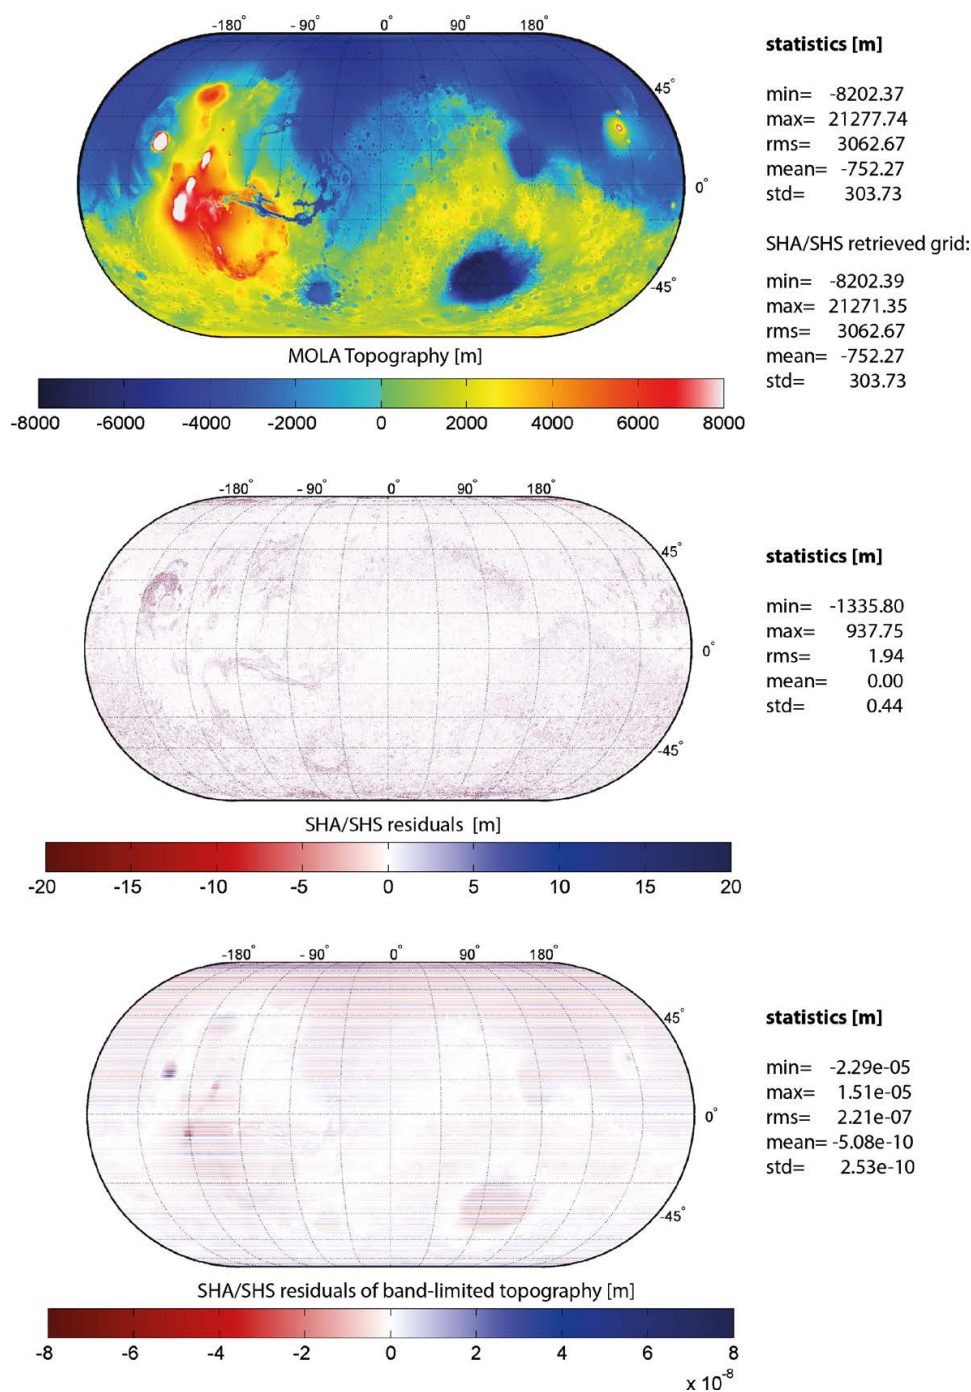 -180° -90° 0° 90° 180°
45°
0°
-45°
MOLA Topography [m]
-8000 -6000 -4000 -2000 0 2000 4000 6000 8000
statistics [m]
min= -8202.37
max= 21277.74
rms= 3062.67
mean= -752.27
std= 303.73
SHA/SHS retrieved grid:
min= -8202.39
max= 21271.35
rms= 3062.67
mean= -752.27
std= 303.73
-180° -90° 0° 90° 180°
45°
0°
-45°
SHA/SHS residuals [m]
-20 -15 -10 -5 0 5 10 15 20
statistics [m]
min= -1335.80
max= 937.75
rms= 1.94
mean= 0.00
std= 0.44
-180° -90° 0° 90° 180°
45°
0°
-45°
SHA/SHS residuals of band-limited topography [m]
-8 -6 -4 -2 0 2 4 6 8
x 10⁻⁸
statistics [m]
min= -2.29e-05
max= 1.51e-05
rms= 2.21e-07
mean= -5.08e-10
std= 2.53e-10